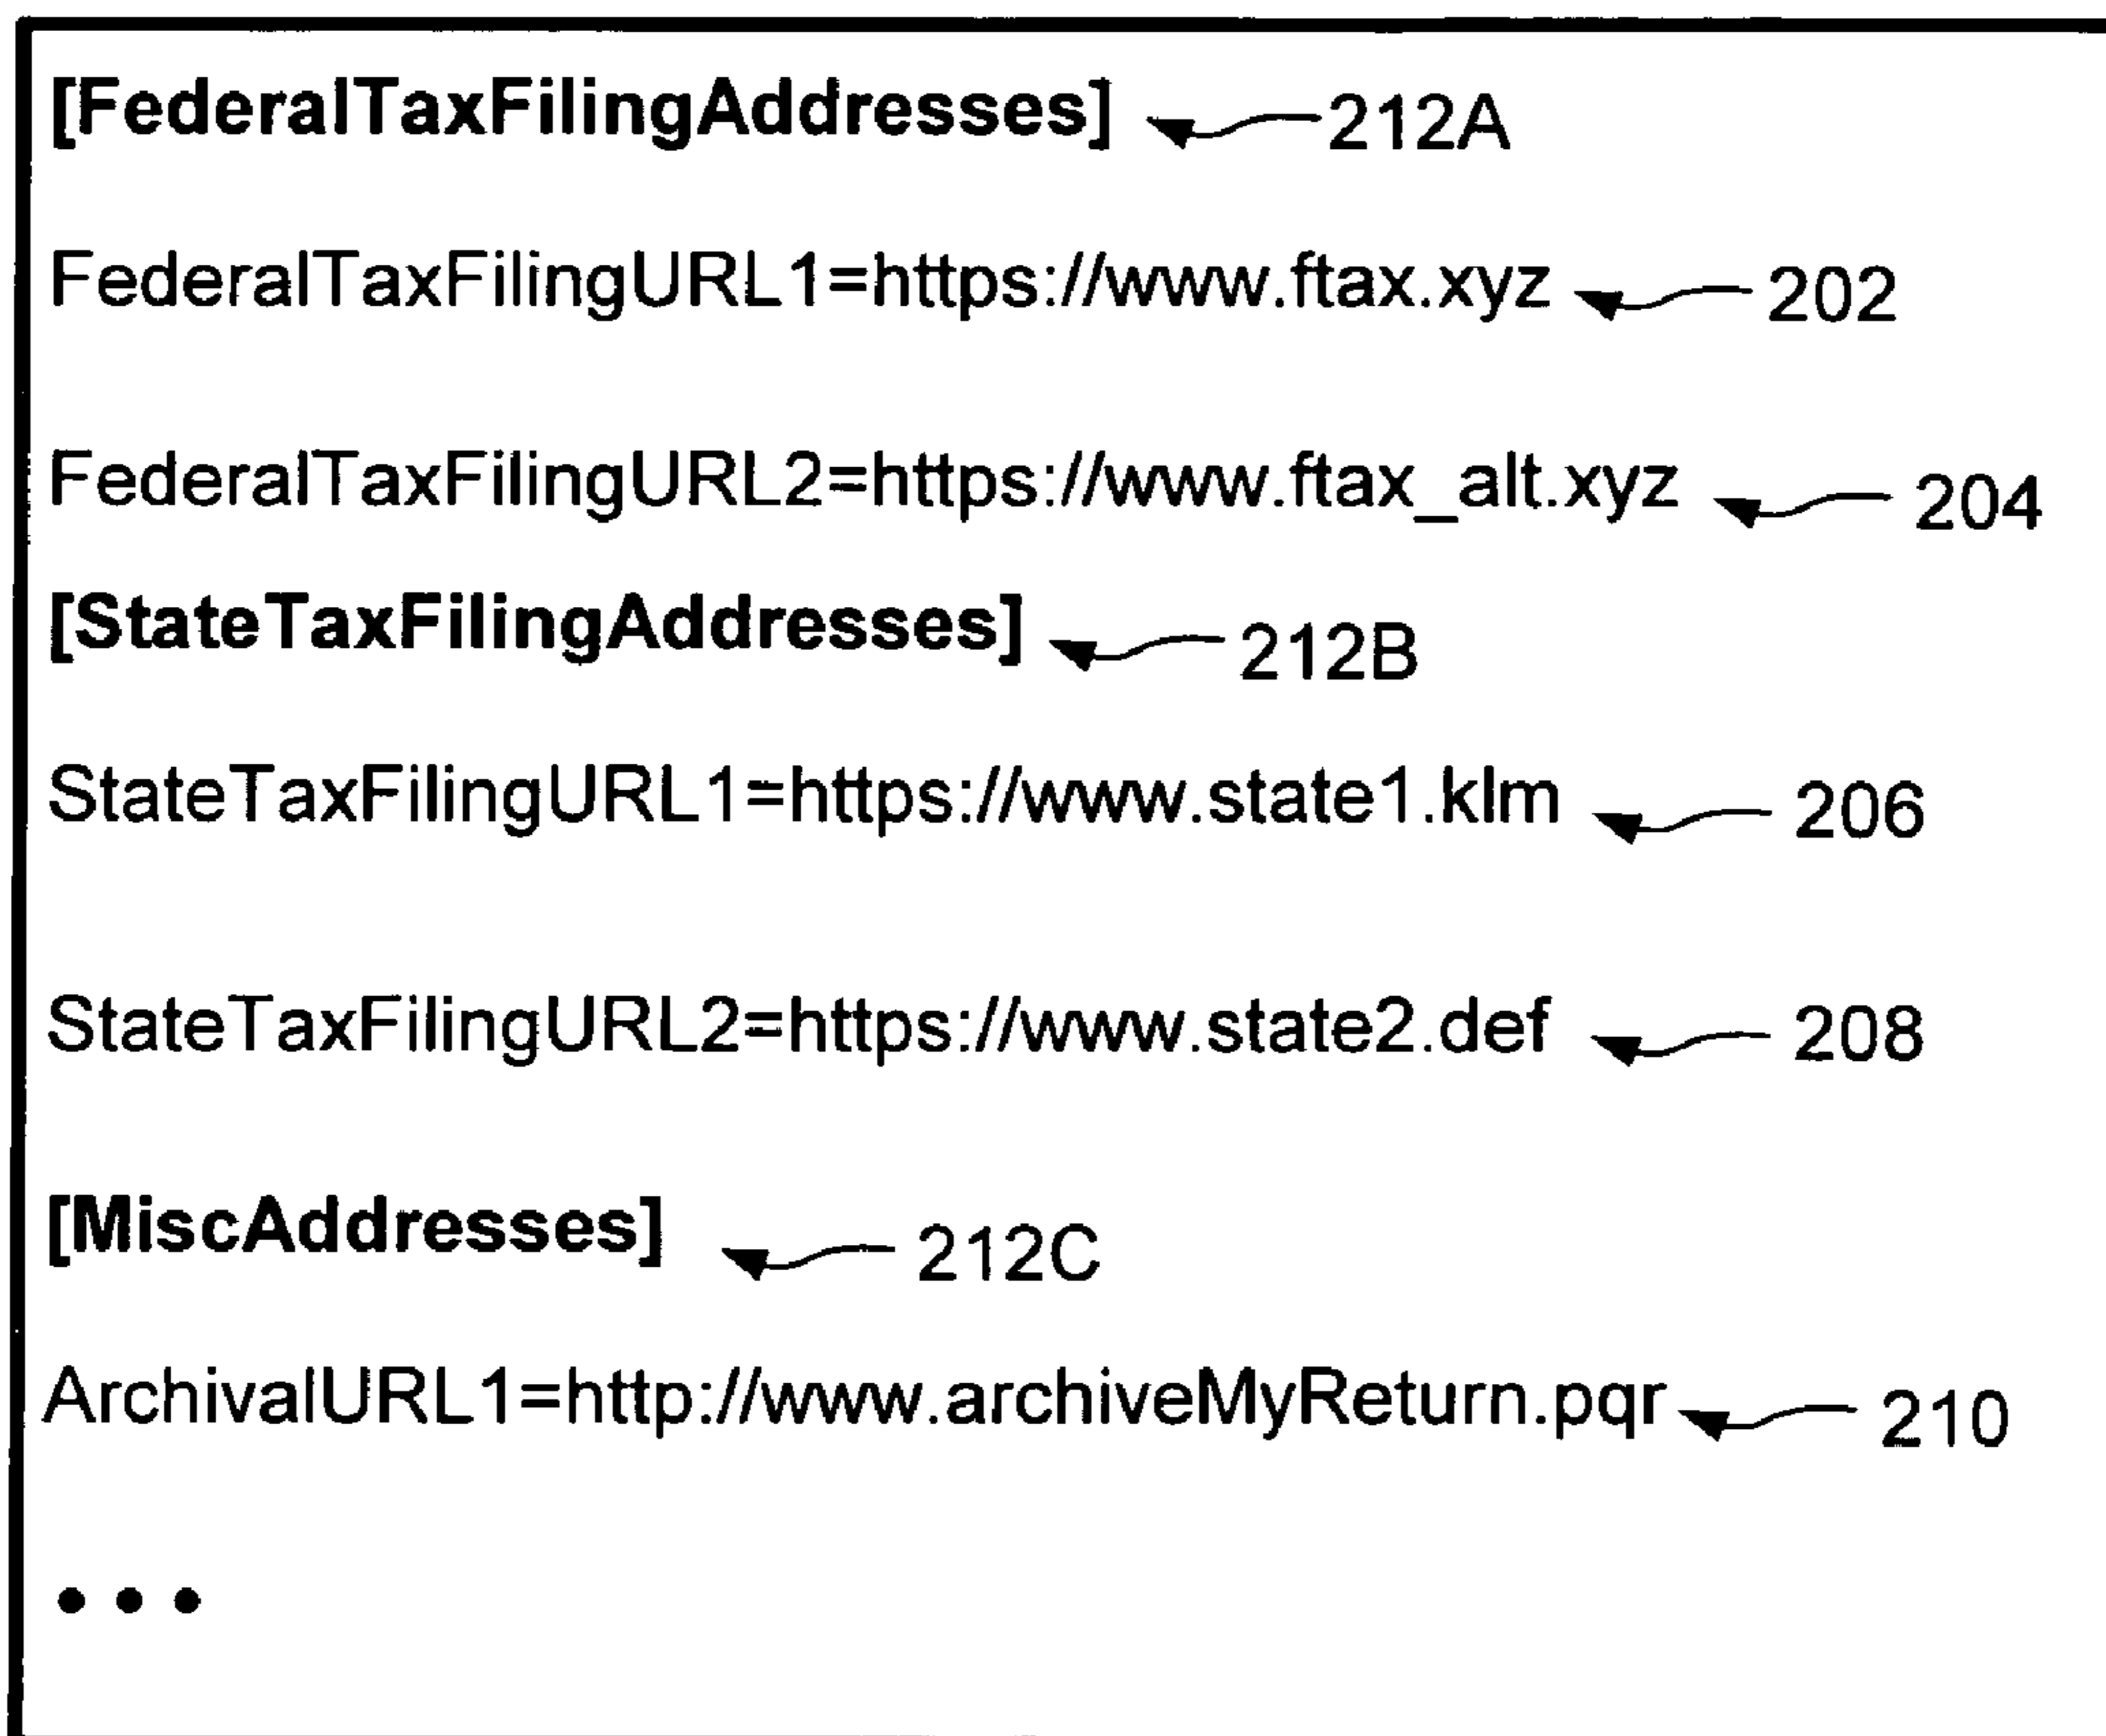 [FederalTaxFilingAddresses] 212A
FederalTaxFilingURL1=https://www.ftax.xyz 202
FederalTaxFilingURL2=https://www.ftax_alt.xyz 204
[StateTaxFilingAddresses] 212B
StateTaxFilingURL1=https://www.state1.klm 206
StateTaxFilingURL2=https://www.state2.def 208
[MiscAddresses] 212C
ArchivalURL1=http://www.archiveMyReturn.pqr 210
• • •